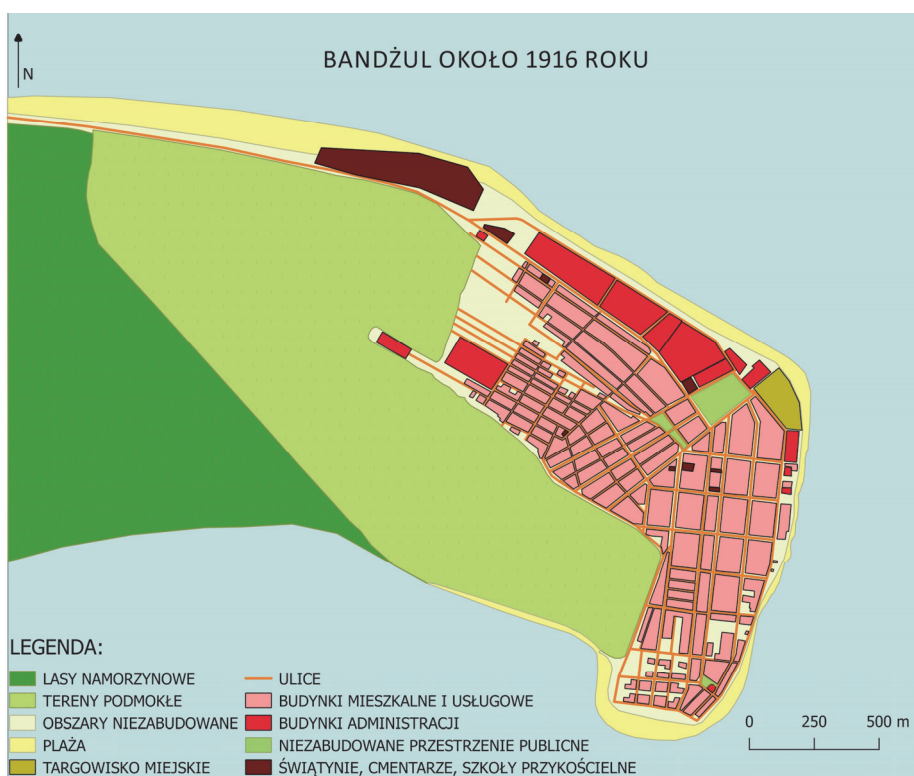 BANDŻUL OKOŁO 1916 ROKU
N
LEGENDA:
LASY NAMORZYNOWE
TERENY PODMOKŁE
OBSZARY NIEZABUDOWANE
PLAŻA
TARGOWISKO MIEJSKIE
ULICE
BUDYNKI MIESZKALNE I USŁUGOWE
BUDYNKI ADMINISTRACJI
NIEZABUDOWANE PRZESTRZENIE PUBLICNE
ŚWIĄTYNIE, CMENTARZE, SZKOŁY PRZYKOŚCIELNE
0 250 500 m